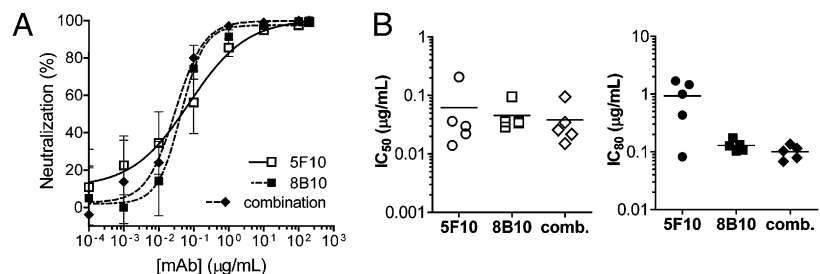 A
Neutralization (%)
100
80
60
40
20
0
5F10
8B10
combination
10⁻⁴ 10⁻³ 10⁻² 10⁻¹ 10⁰ 10¹ 10² 10³
[mAb] (µg/mL)
B
IC₅₀ (µg/mL)
1
0.1
0.01
0.001
5F10 8B10 comb.
IC₈₀ (µg/mL)
10
1
0.1
0.01
5F10 8B10 comb.